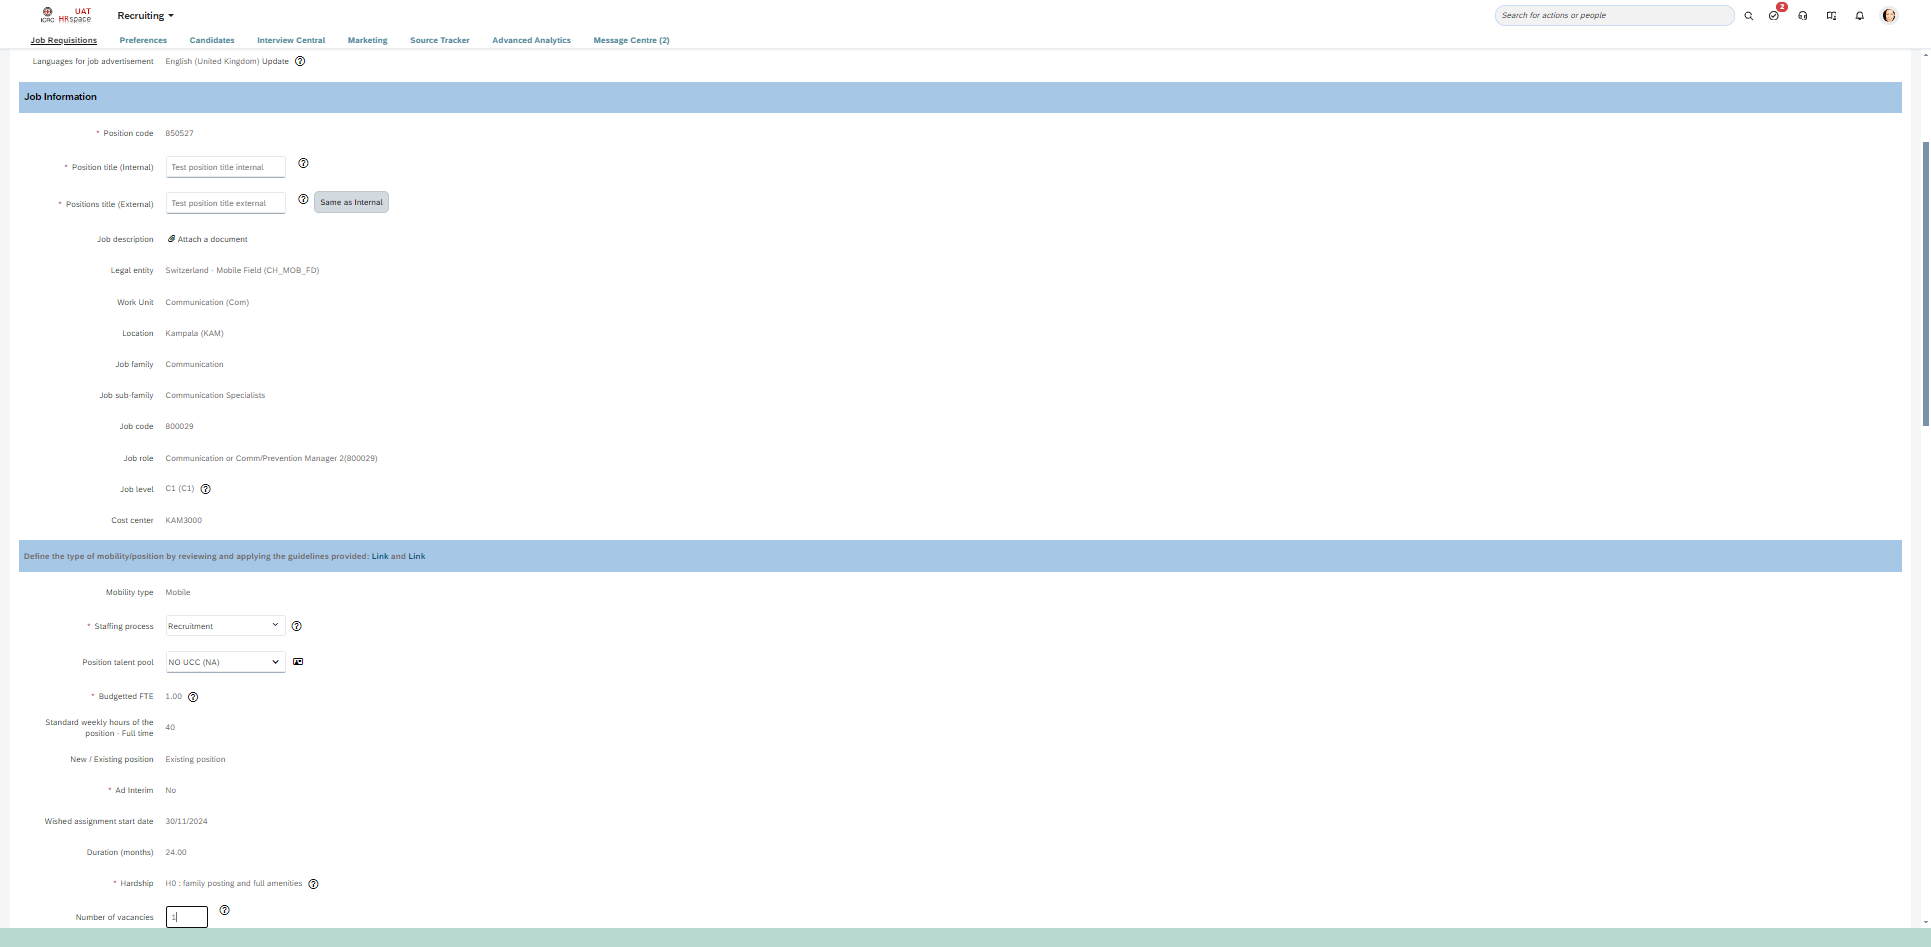 ICRC UAT HRspace Recruiting Search for actions or people 2
Job Requisitions Preferences Candidates Interview Central Marketing Source Tracker Advanced Analytics Message Centre (2)
Languages for job advertisement English (United Kingdom) Update
Job Information
* Position code 850527
* Position title (Internal) Test position title internal
* Positions title (External) Test position title external Same as Internal
Job description Attach a document
Legal entity Switzerland - Mobile Field (CH_MOB_FD)
Work Unit Communication (Com)
Location Kampala (KAM)
Job family Communication
Job sub-family Communication Specialists
Job code 800029
Job role Communication or Comm/Prevention Manager 2(800029)
Job level C1 (C1)
Cost center KAM3000
Define the type of mobility/position by reviewing and applying the guidelines provided: Link and Link
Mobility type Mobile
* Staffing process Recruitment
Position talent pool NO UCC (NA)
* Budgetted FTE 1.00
Standard weekly hours of the
position - Full time 40
New / Existing position Existing position
* Ad Interim No
Wished assignment start date 30/11/2024
Duration (months) 24.00
* Hardship H0 : family posting and full amenities
Number of vacancies 1